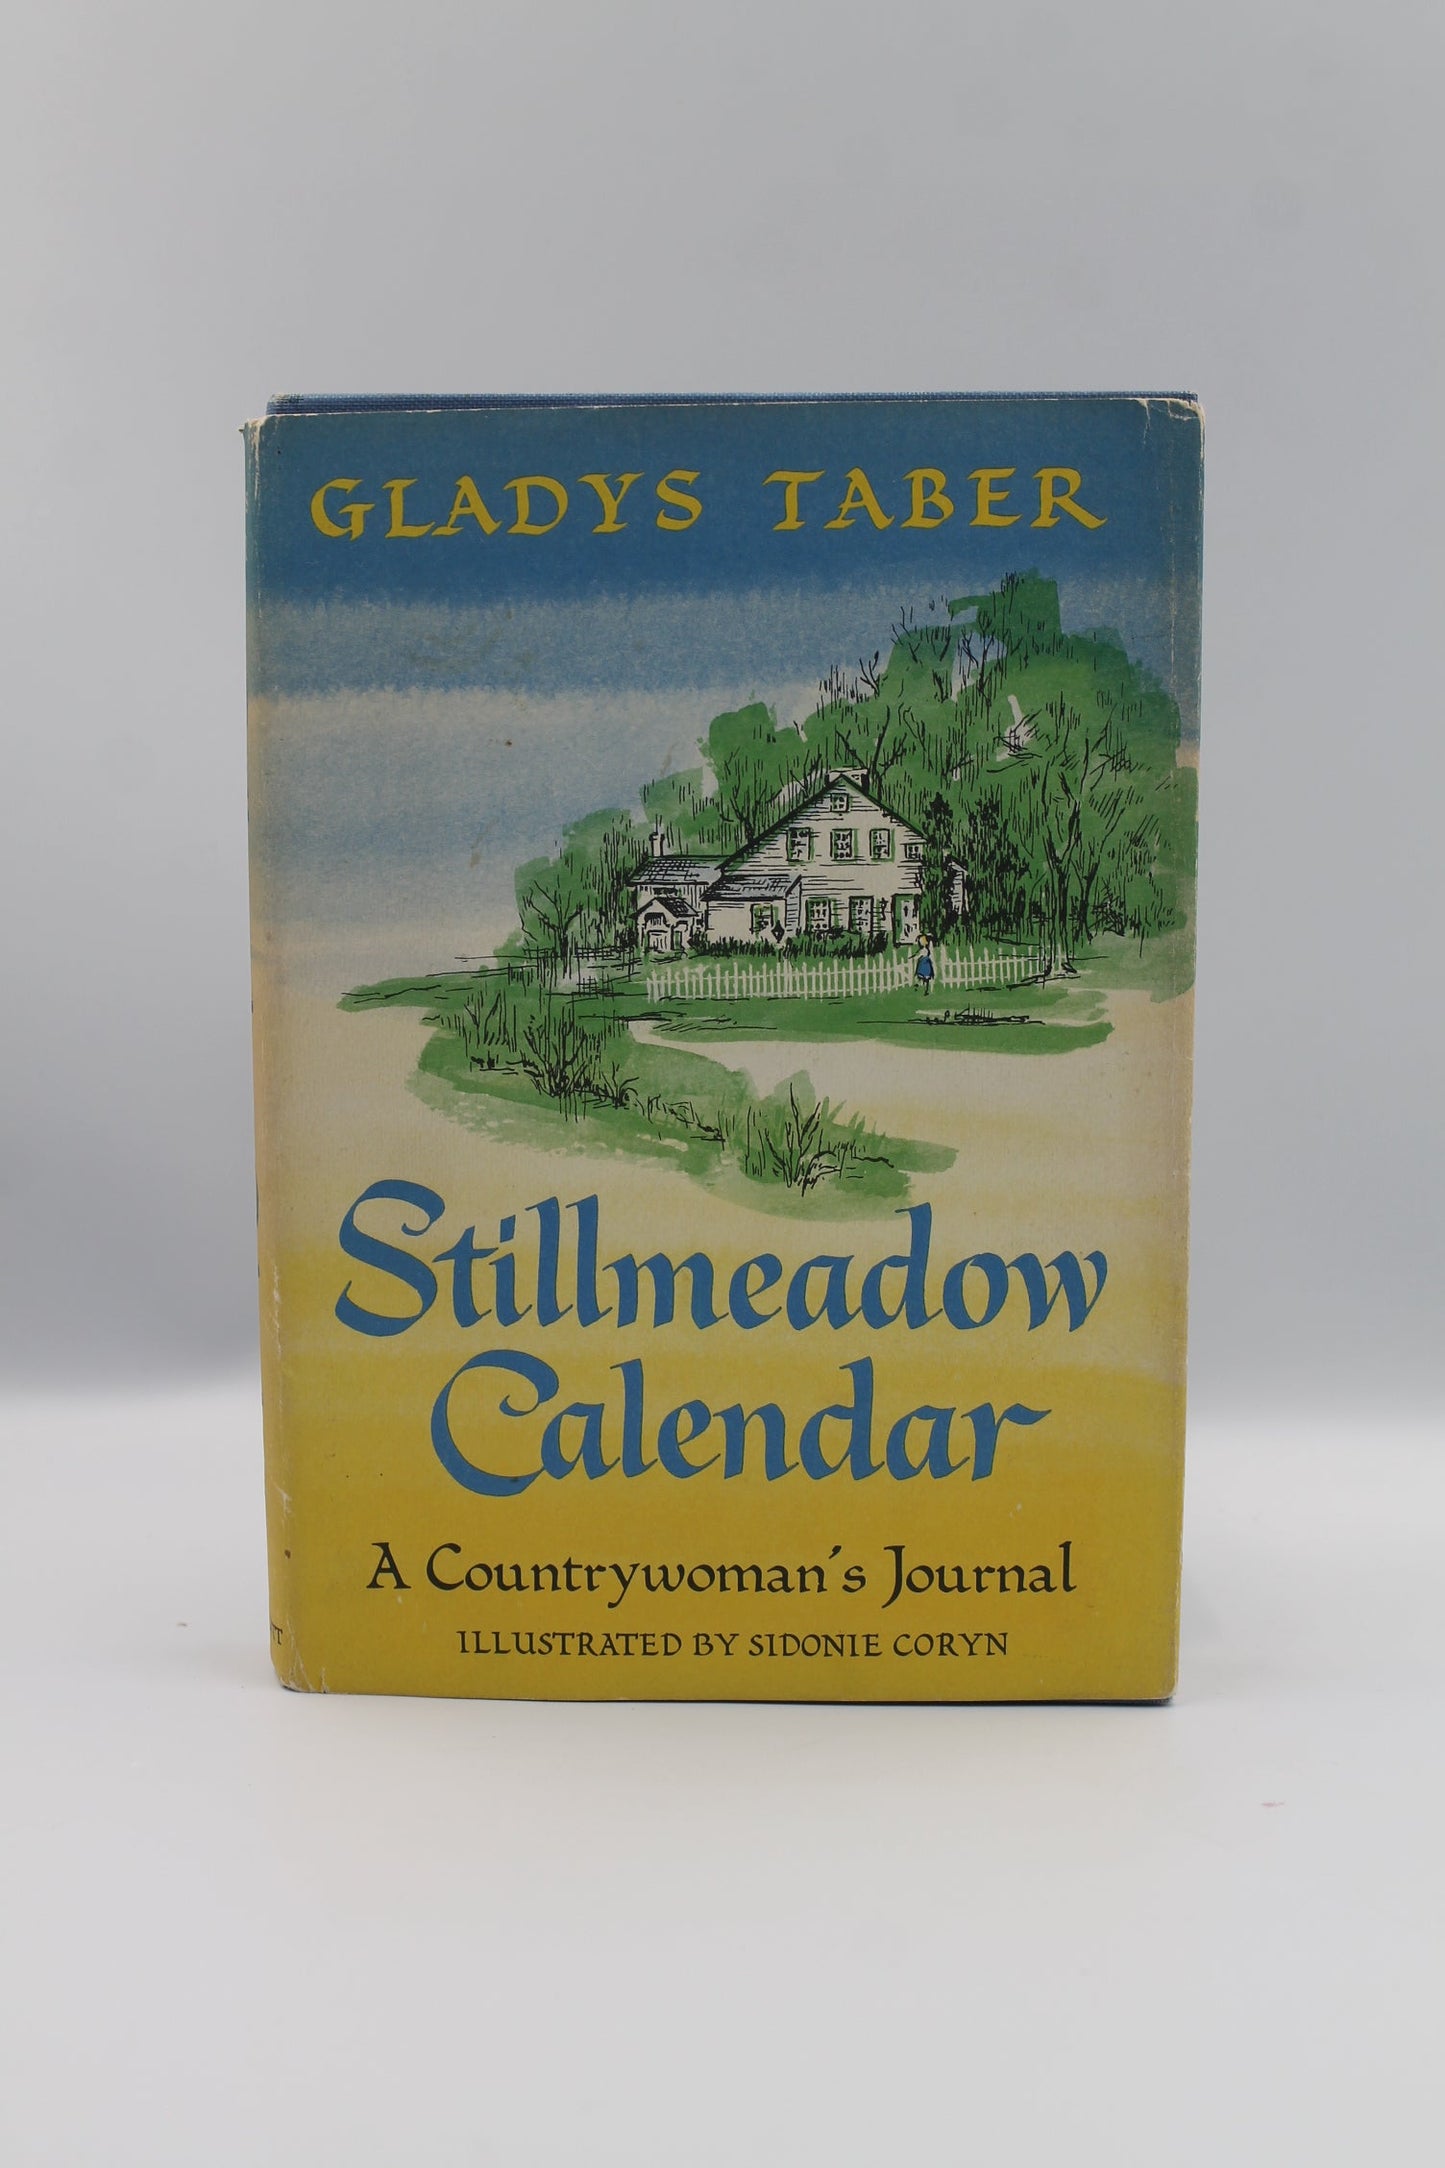 GLADYS TABER
Stillmeadow
Calendar
A Countrywoman's Journal
ILLUSTRATED BY SIDONIE CORYN